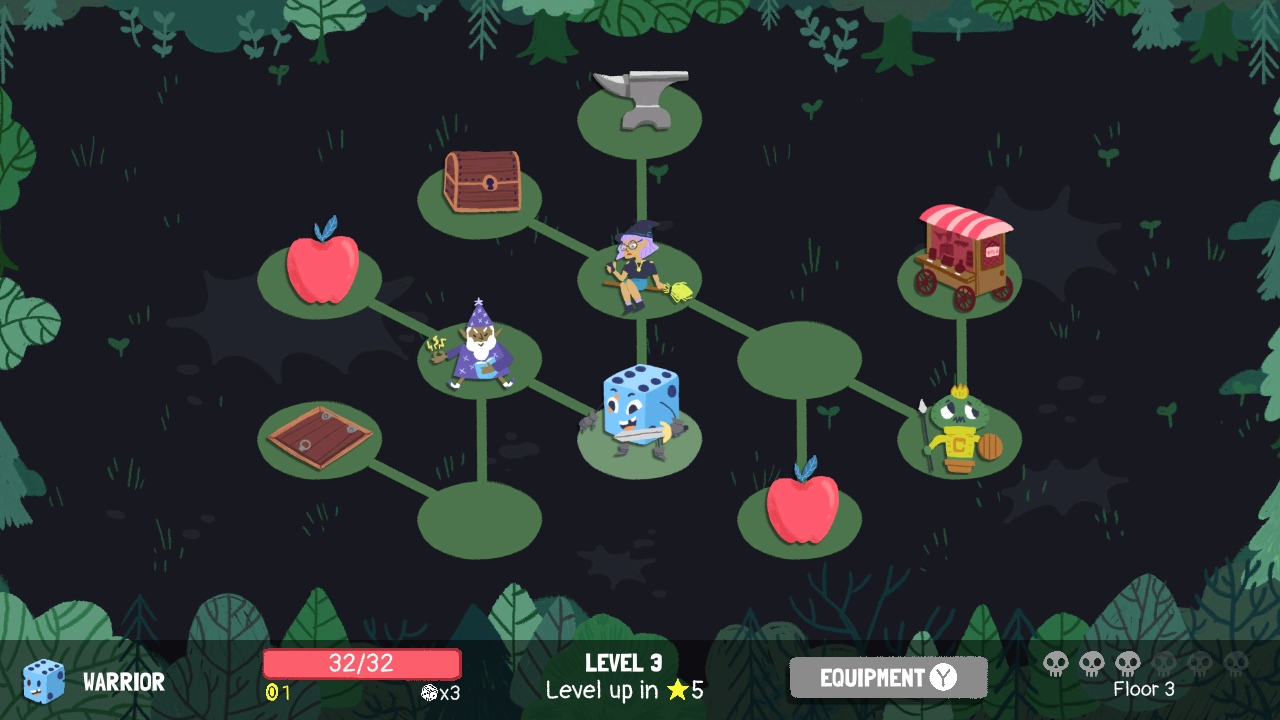 C
WARRIOR
32/32
1
x3
LEVEL 3
Level up in 5
EQUIPMENT Y
Floor 3